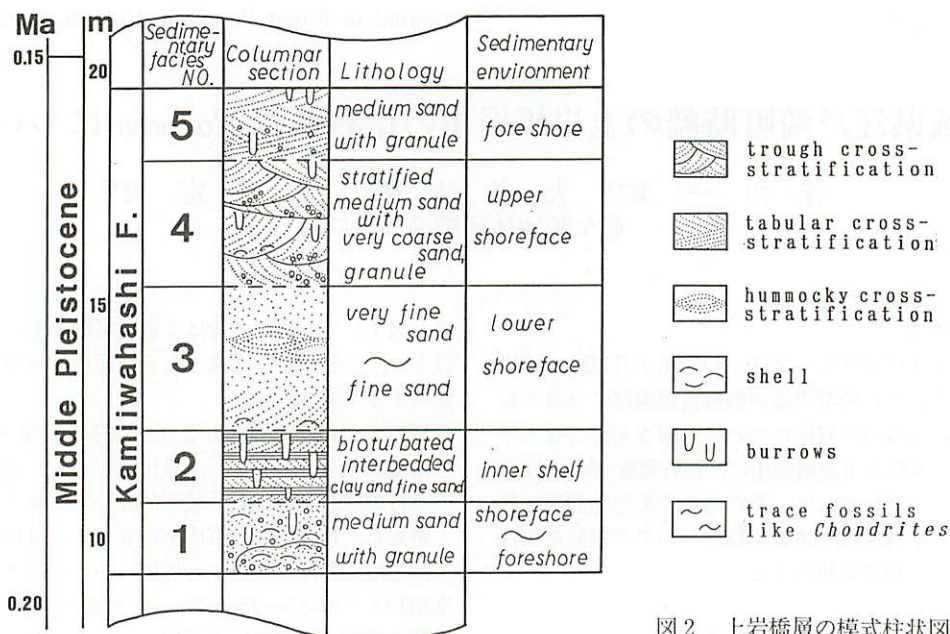 Ma
m
0.15
20
15
10
0.20
Middle Pleistocene
Kamiiwahashi F.
Sedime-
ntary
facies
NO.
Columnar
section
Lithology
Sedimentary
environment
5
medium sand
with granule
fore shore
4
stratified
medium sand
with
very coarse
sand,
granule
upper
shoreface
3
very fine
sand
fine sand
lower
shoreface
2
bioturbated
interbedded
clay and fine sand
inner shelf
1
medium sand
with granule
shoreface
foreshore
trough cross-
stratification
tabular cross-
stratification
hummocky cross-
stratification
shell
burrows
trace fossils
like Chondrites
図2 上岩橋層の模式柱状図